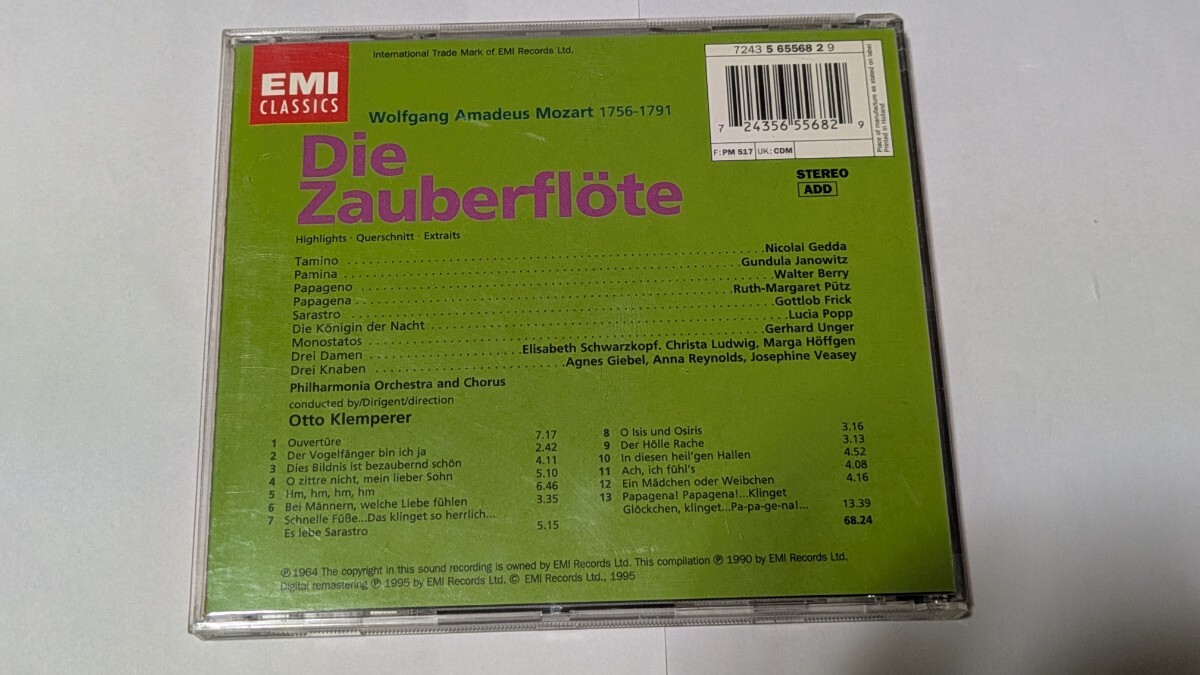 International Trade Mark of EMI Records Ltd.
EMI
CLASSICS
7243 5 65568 2 9
7 24356 55682 9
F: PM 517 UK: CDM
Place of manufacture as stated on label
Printed in Holland
Wolfgang Amadeus Mozart 1756-1791
Die
Zauberflöte
STEREO
ADD
Highlights · Querschnitt · Extraits
Tamino ........ Nicolai Gedda
Pamina ........ Gundula Janowitz
Papageno ........ Walter Berry
Papagena ........ Ruth-Margaret Pütz
Sarastro ........ Gottlob Frick
Die Königin der Nacht ........ Lucia Popp
Monostatos ........ Gerhard Unger
Drei Damen ........ Elisabeth Schwarzkopf. Christa Ludwig, Marga Höffgen
Drei Knaben ........ Agnes Giebel, Anna Reynolds, Josephine Veasey
Philharmonia Orchestra and Chorus
conducted by/Dirigent/direction
Otto Klemperer
1 Ouvertüre 7.17
2 Der Vogelfänger bin ich ja 2.42
3 Dies Bildnis ist bezaubernd schön 4.11
4 O zittre nicht, mein lieber Sohn 5.10
5 Hm, hm, hm, hm 6.46
6 Bei Männern, welche Liebe fühlen 3.35
7 Schnelle Füße...Das klinget so herrlich...
Es lebe Sarastro 5.15
8 O Isis und Osiris 3.16
9 Der Hölle Rache 3.13
10 In diesen heil'gen Hallen 4.52
11 Ach, ich fühl's 4.08
12 Ein Mädchen oder Weibchen 4.16
13 Papagena! Papagena!...Klinget
Glöckchen, klinget...Pa-pa-ge-na!... 13.39
68.24
℗ 1964 The copyright in this sound recording is owned by EMI Records Ltd. This compilation ℗ 1990 by EMI Records Ltd.
Digital remastering ℗ 1995 by EMI Records Ltd. © EMI Records Ltd., 1995